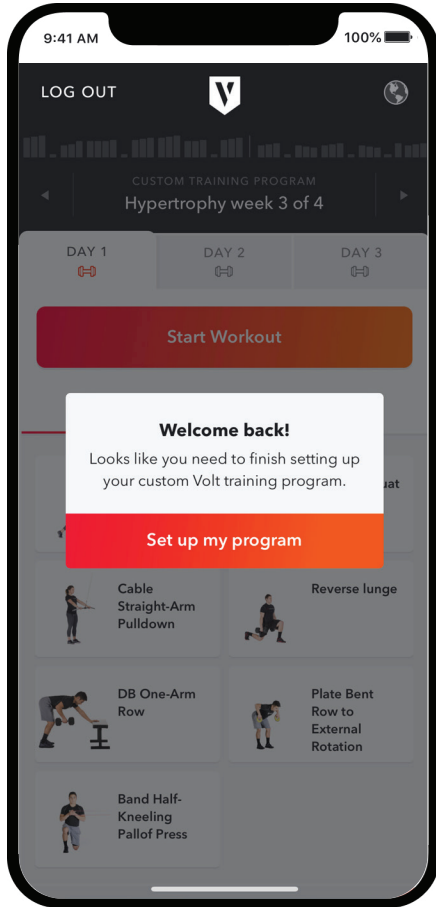 9:41 AM
100%
LOG OUT
V
CUSTOM TRAINING PROGRAM
Hypertrophy week 3 of 4
DAY 1
DAY 2
DAY 3
Start Workout
Welcome back!
Looks like you need to finish setting up
your custom Volt training program.
uat
Set up my program
Cable
Straight-Arm
Pulldown
Reverse lunge
DB One-Arm
Row
Plate Bent
Row to
External
Rotation
Band Half-
Kneeling
Pallof Press